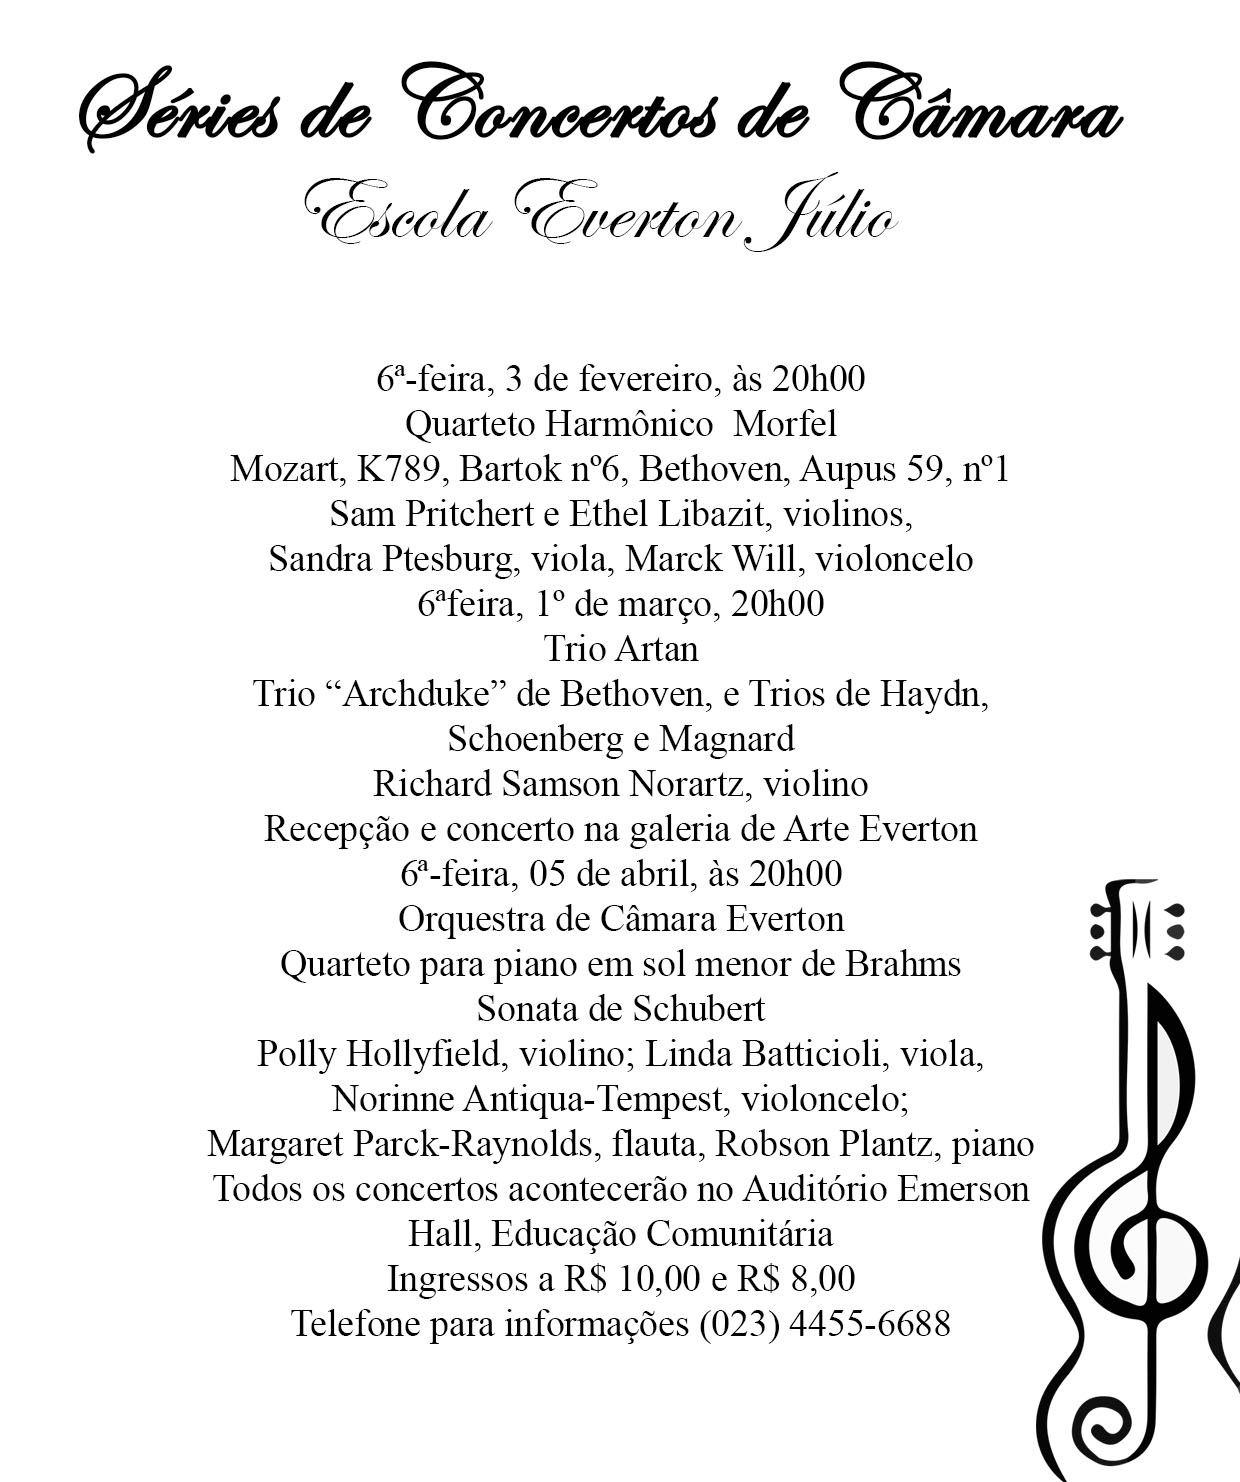 Séries de Concertos de Câmara
Escola Everton Júlio
6ª-feira, 3 de fevereiro, às 20h00
Quarteto Harmônico  Morfel
Mozart, K789, Bartok nº6, Bethoven, Aupus 59, nº1
Sam Pritchert e Ethel Libazit, violinos,
Sandra Ptesburg, viola, Marck Will, violoncelo
6ªfeira, 1º de março, 20h00
Trio Artan
Trio “Archduke” de Bethoven, e Trios de Haydn,
Schoenberg e Magnard
Richard Samson Norartz, violino
Recepção e concerto na galeria de Arte Everton
6ª-feira, 05 de abril, às 20h00
Orquestra de Câmara Everton
Quarteto para piano em sol menor de Brahms
Sonata de Schubert
Polly Hollyfield, violino; Linda Batticioli, viola,
Norinne Antiqua-Tempest, violoncelo;
Margaret Parck-Raynolds, flauta, Robson Plantz, piano
Todos os concertos acontecerão no Auditório Emerson
Hall, Educação Comunitária
Ingressos a R$ 10,00 e R$ 8,00
Telefone para informações (023) 4455-6688